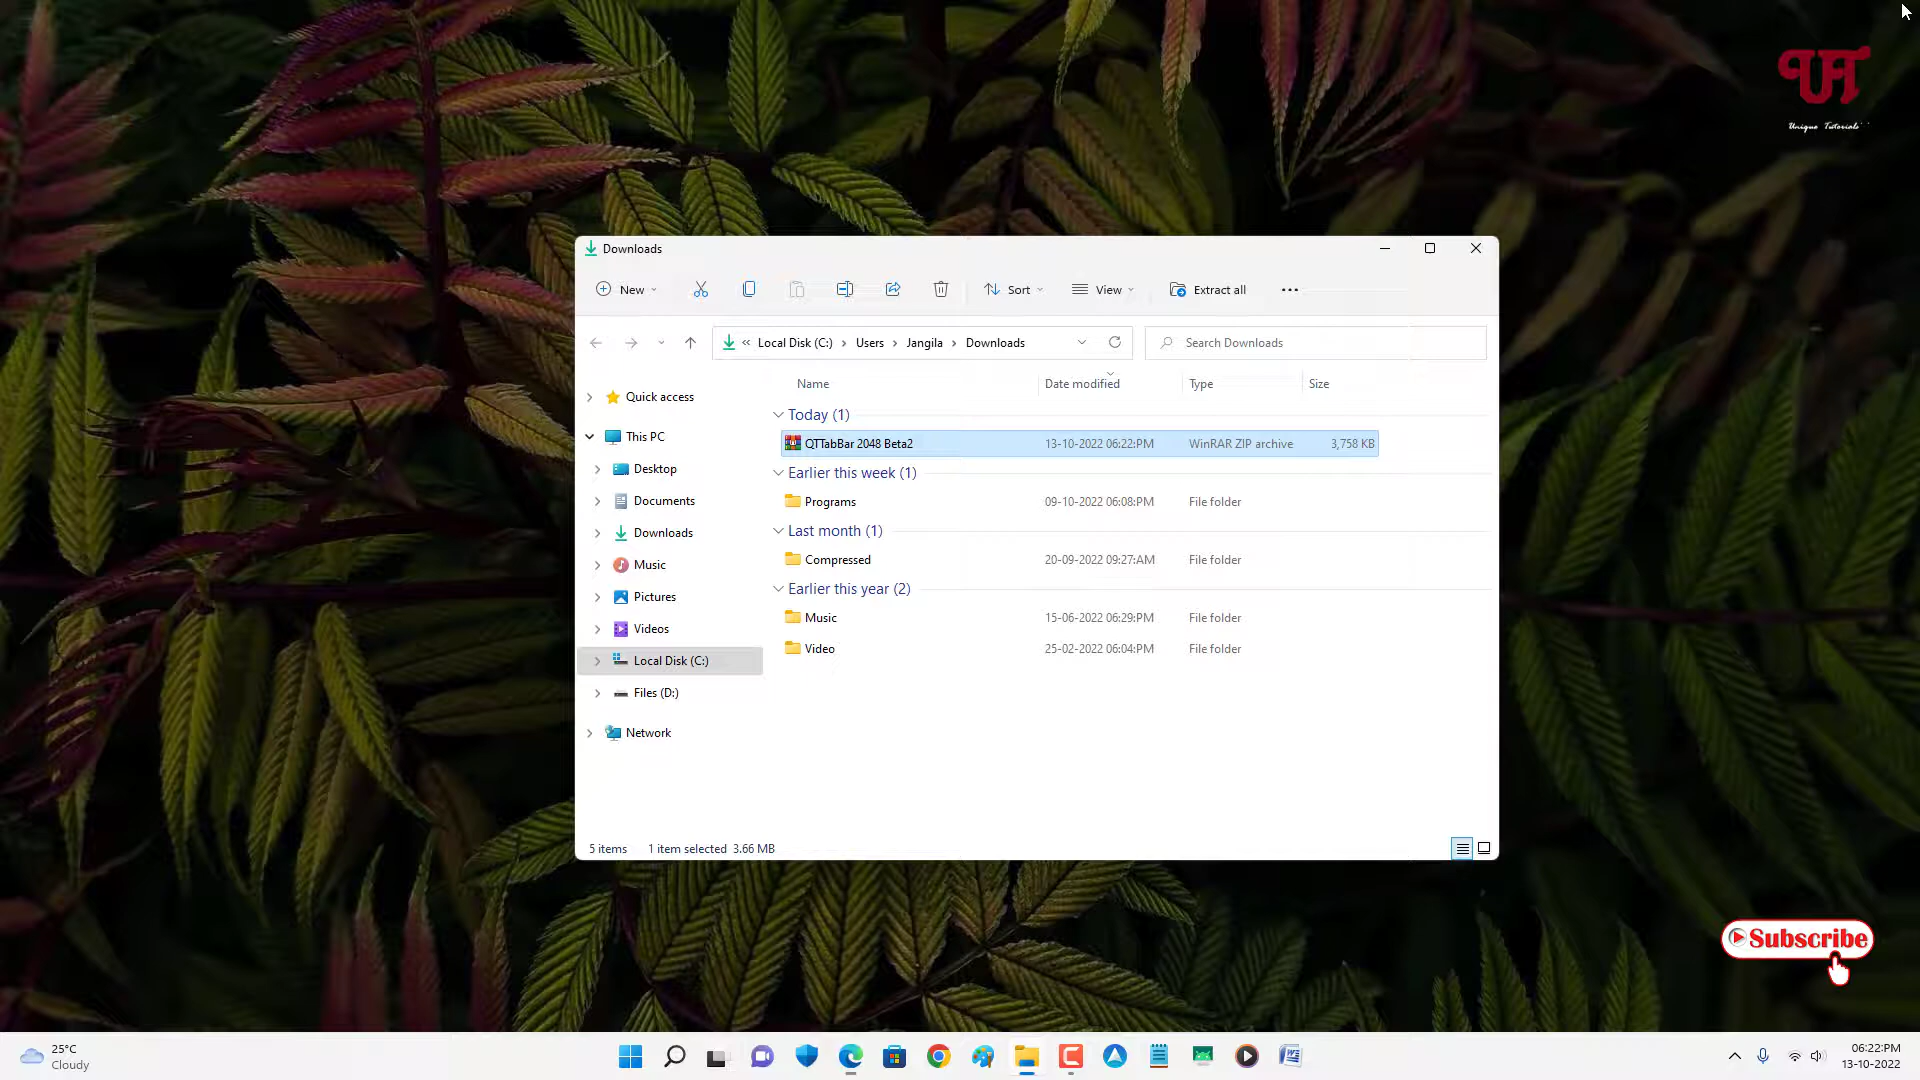 UT
Unique Tutorials
Downloads
New
Sort
View
Extract all
Local Disk (C:)
Users
Jangila
Downloads
Search Downloads
Name
Date modified
Type
Size
Quick access
This PC
Desktop
Documents
Downloads
Music
Pictures
Videos
Local Disk (C:)
Files (D:)
Network
Today (1)
QTTabBar 2048 Beta2 13-10-2022 06:22:PM WinRAR ZIP archive 3,758 KB
Earlier this week (1)
Programs 09-10-2022 06:08:PM File folder
Last month (1)
Compressed 20-09-2022 09:27:AM File folder
Earlier this year (2)
Music 15-06-2022 06:29:PM File folder
Video 25-02-2022 06:04:PM File folder
5 items 1 item selected 3.66 MB
Subscribe
25°C
Cloudy
06:22:PM
13-10-2022